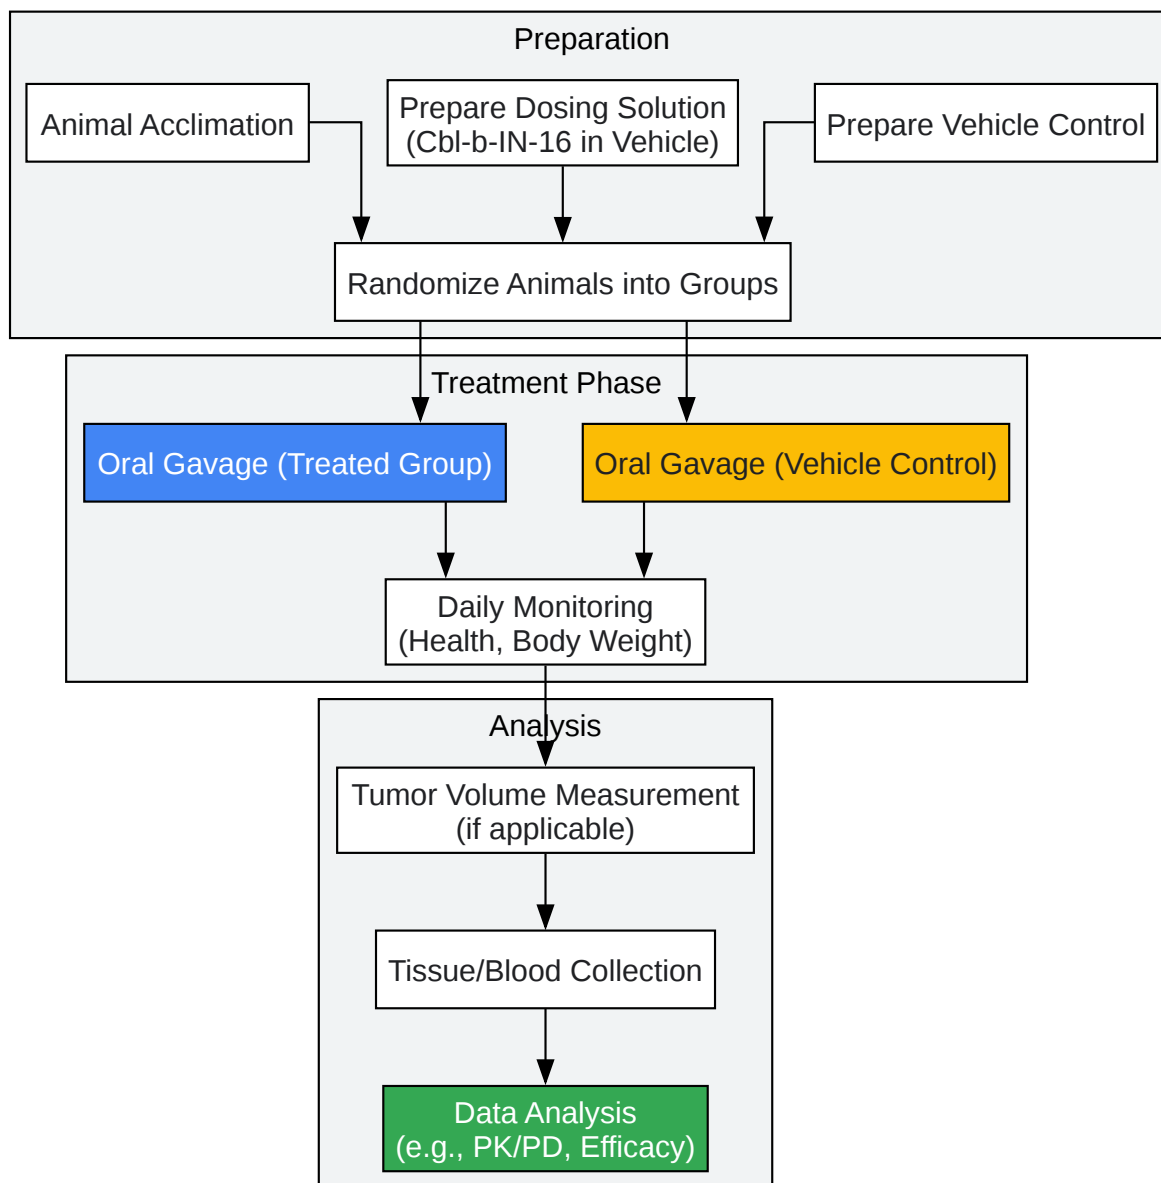 Preparation
Animal Acclimation
Prepare Dosing Solution
(Cbl-b-IN-16 in Vehicle)
Prepare Vehicle Control
Randomize Animals into Groups
Treatment Phase
Oral Gavage (Treated Group)
Oral Gavage (Vehicle Control)
Daily Monitoring
(Health, Body Weight)
Analysis
Tumor Volume Measurement
(if applicable)
Tissue/Blood Collection
Data Analysis
(e.g., PK/PD, Efficacy)